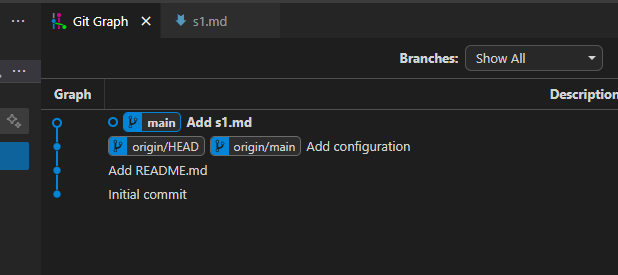 Git Graph
s1.md
Branches: Show All
Graph Description
main Add s1.md
origin/HEAD origin/main Add configuration
Add README.md
Initial commit